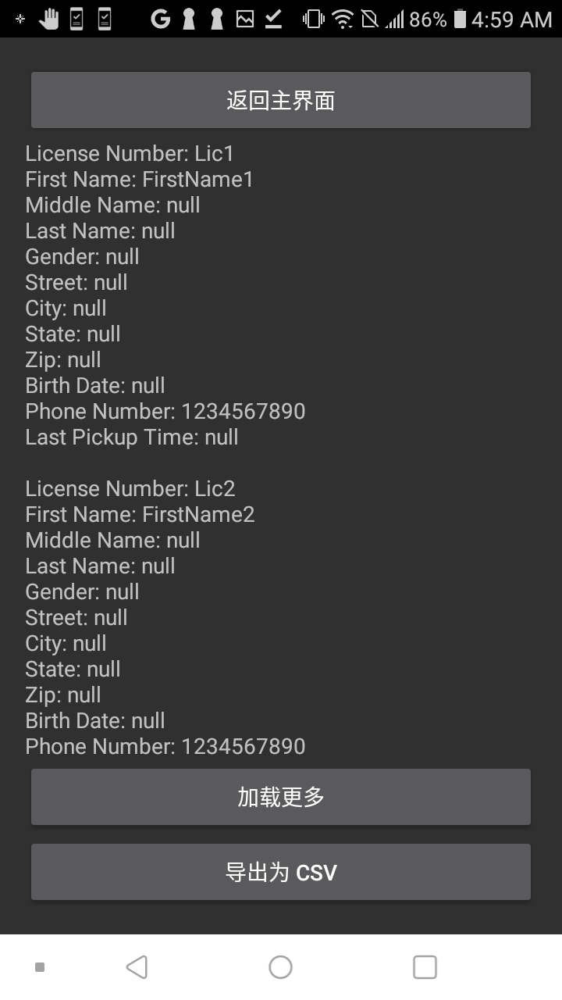 86% 4:59 AM
返回主界面
License Number: Lic1
First Name: FirstName1
Middle Name: null
Last Name: null
Gender: null
Street: null
City: null
State: null
Zip: null
Birth Date: null
Phone Number: 1234567890
Last Pickup Time: null
License Number: Lic2
First Name: FirstName2
Middle Name: null
Last Name: null
Gender: null
Street: null
City: null
State: null
Zip: null
Birth Date: null
Phone Number: 1234567890
加载更多
导出为 CSV